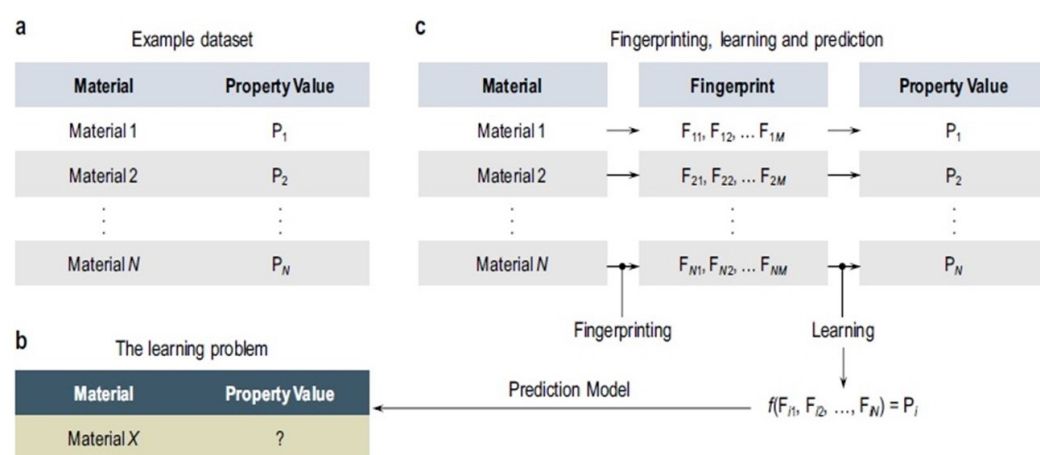 a
Example dataset
Material Property Value
Material 1 P1
Material 2 P2
⋮ ⋮
Material N PN
b
The learning problem
Material Property Value
Material X ?
c
Fingerprinting, learning and prediction
Material Fingerprint Property Value
Material 1 F11, F12, ... F1M P1
Material 2 F21, F22, ... F2M P2
⋮ ⋮ ⋮
Material N FN1, FN2, ... FNM PN
Fingerprinting Learning
Prediction Model
f(Fi1, Fi2, ..., FiN) = Pi